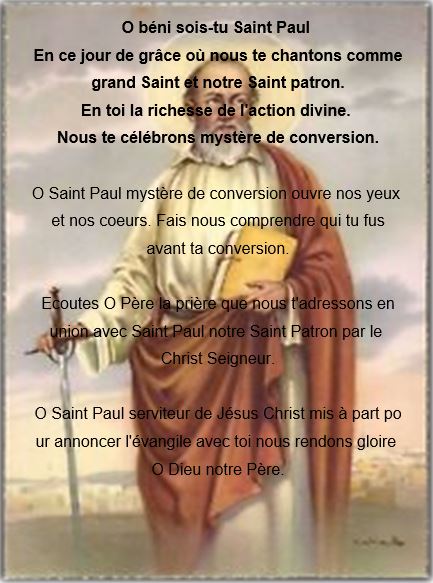 O béni sois-tu Saint Paul
En ce jour de grâce où nous te chantons comme
grand Saint et notre Saint patron.
En toi la richesse de l'action divine.
Nous te célébrons mystère de conversion.
O Saint Paul mystère de conversion ouvre nos yeux
et nos coeurs. Fais nous comprendre qui tu fus
avant ta conversion.
Ecoutes O Père la prière que nous t'adressons en
union avec Saint Paul notre Saint Patron par le
Christ Seigneur.
O Saint Paul serviteur de Jésus Christ mis à part po
ur annoncer l'évangile avec toi nous rendons gloire
O Dieu notre Père.